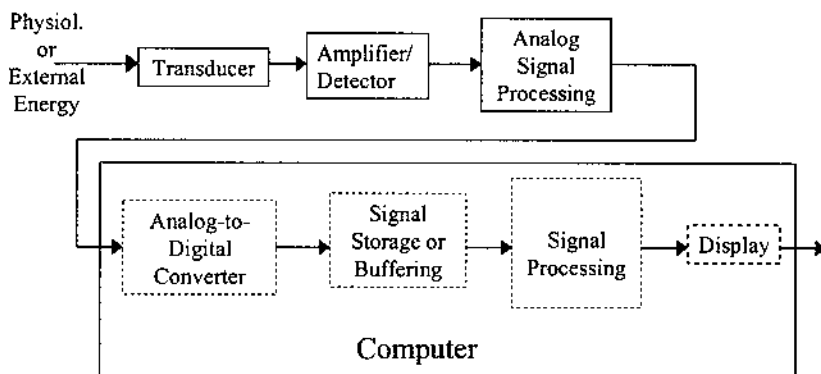 Physiol.
or
External
Energy
Transducer
Amplifier/
Detector
Analog
Signal
Processing
Analog-to-
Digital
Converter
Signal
Storage or
Buffering
Signal
Processing
Display
Computer